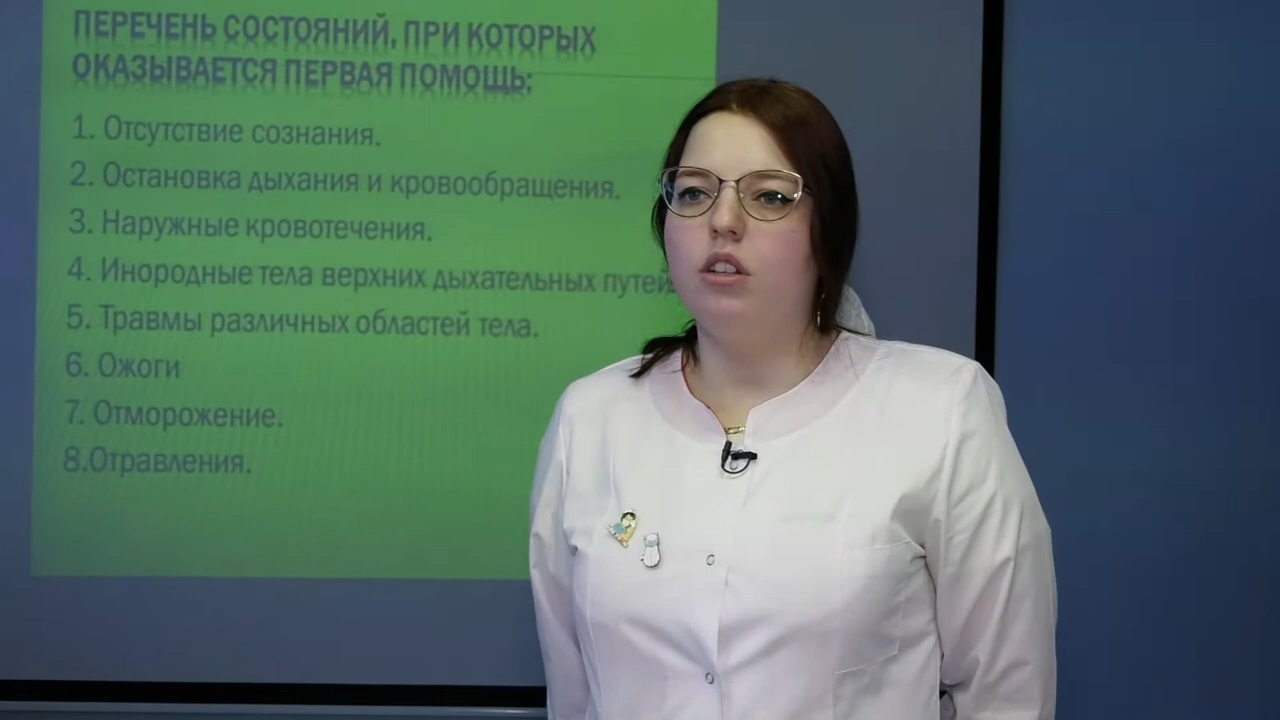 ПЕРЕЧЕНЬ СОСТОЯНИЙ, ПРИ КОТОРЫХ
ОКАЗЫВАЕТСЯ ПЕРВАЯ ПОМОЩЬ:
1. Отсутствие сознания.
2. Остановка дыхания и кровообращения.
3. Наружные кровотечения.
4. Инородные тела верхних дыхательных путей.
5. Травмы различных областей тела.
6. Ожоги
7. Отморожение.
8.Отравления.